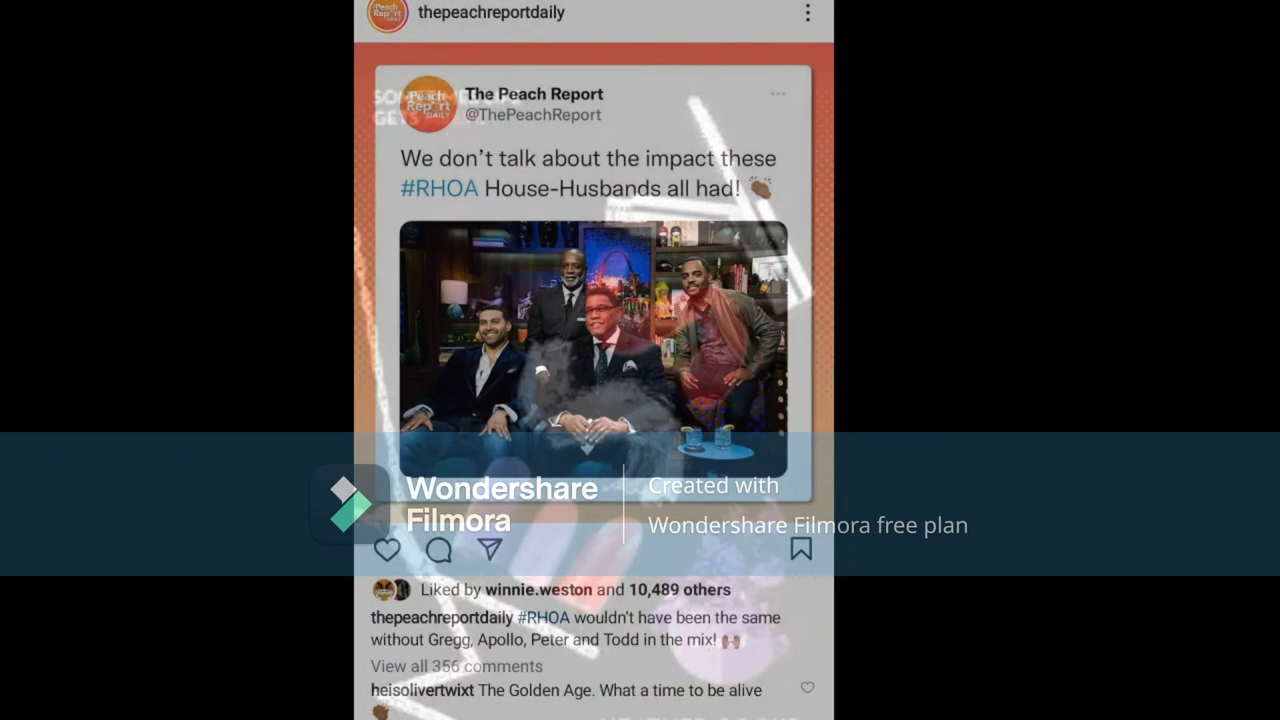 thepeachreportdaily
Peach
Report
DAILY
The Peach Report
@ThePeachReport
We don't talk about the impact these
#RHOA House-Husbands all had! 👏🏾
Wondershare
Filmora
Created with
Wondershare Filmora free plan
Liked by winnie.weston and 10,489 others
thepeachreportdaily #RHOA wouldn't have been the same
without Gregg, Apollo, Peter and Todd in the mix! 🙌🏾
View all 356 comments
heisolivertwixt The Golden Age. What a time to be alive